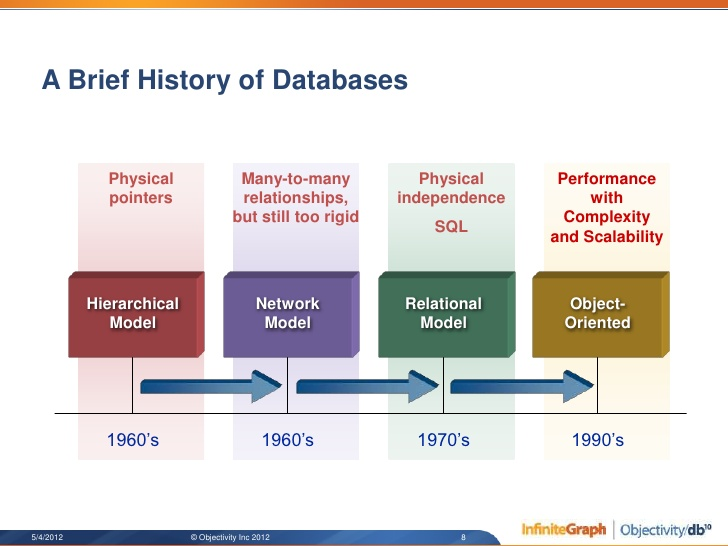 A Brief History of Databases
Physical
pointers
Many-to-many
relationships,
but still too rigid
Physical
independence
SQL
Performance
with
Complexity
and Scalability
Hierarchical
Model
Network
Model
Relational
Model
Object-
Oriented
1960’s
1960’s
1970’s
1990’s
5/4/2012
© Objectivity Inc 2012
8
InfiniteGraph
Objectivity/db10